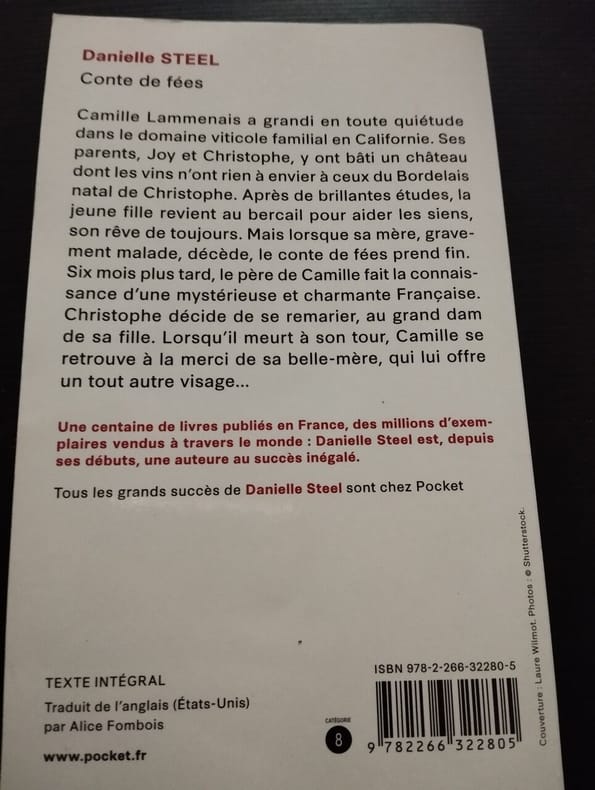 Danielle STEEL
Conte de fées
Camille Lammenais a grandi en toute quiétude
dans le domaine viticole familial en Californie. Ses
parents, Joy et Christophe, y ont bâti un château
dont les vins n'ont rien à envier à ceux du Bordelais
natal de Christophe. Après de brillantes études, la
jeune fille revient au bercail pour aider les siens,
son rêve de toujours. Mais lorsque sa mère, grave-
ment malade, décède, le conte de fées prend fin.
Six mois plus tard, le père de Camille fait la connais-
sance d'une mystérieuse et charmante Française.
Christophe décide de se remarier, au grand dam
de sa fille. Lorsqu'il meurt à son tour, Camille se
retrouve à la merci de sa belle-mère, qui lui offre
un tout autre visage...
Une centaine de livres publiés en France, des millions d'exem-
plaires vendus à travers le monde : Danielle Steel est, depuis
ses débuts, une auteure au succès inégalé.
Tous les grands succès de Danielle Steel sont chez Pocket
TEXTE INTÉGRAL
Traduit de l'anglais (États-Unis)
par Alice Fombois
www.pocket.fr
CATÉGORIE
8
ISBN 978-2-266-32280-5
9 782266 322805
Couverture : Laure Wilmot. Photos : © Shutterstock.